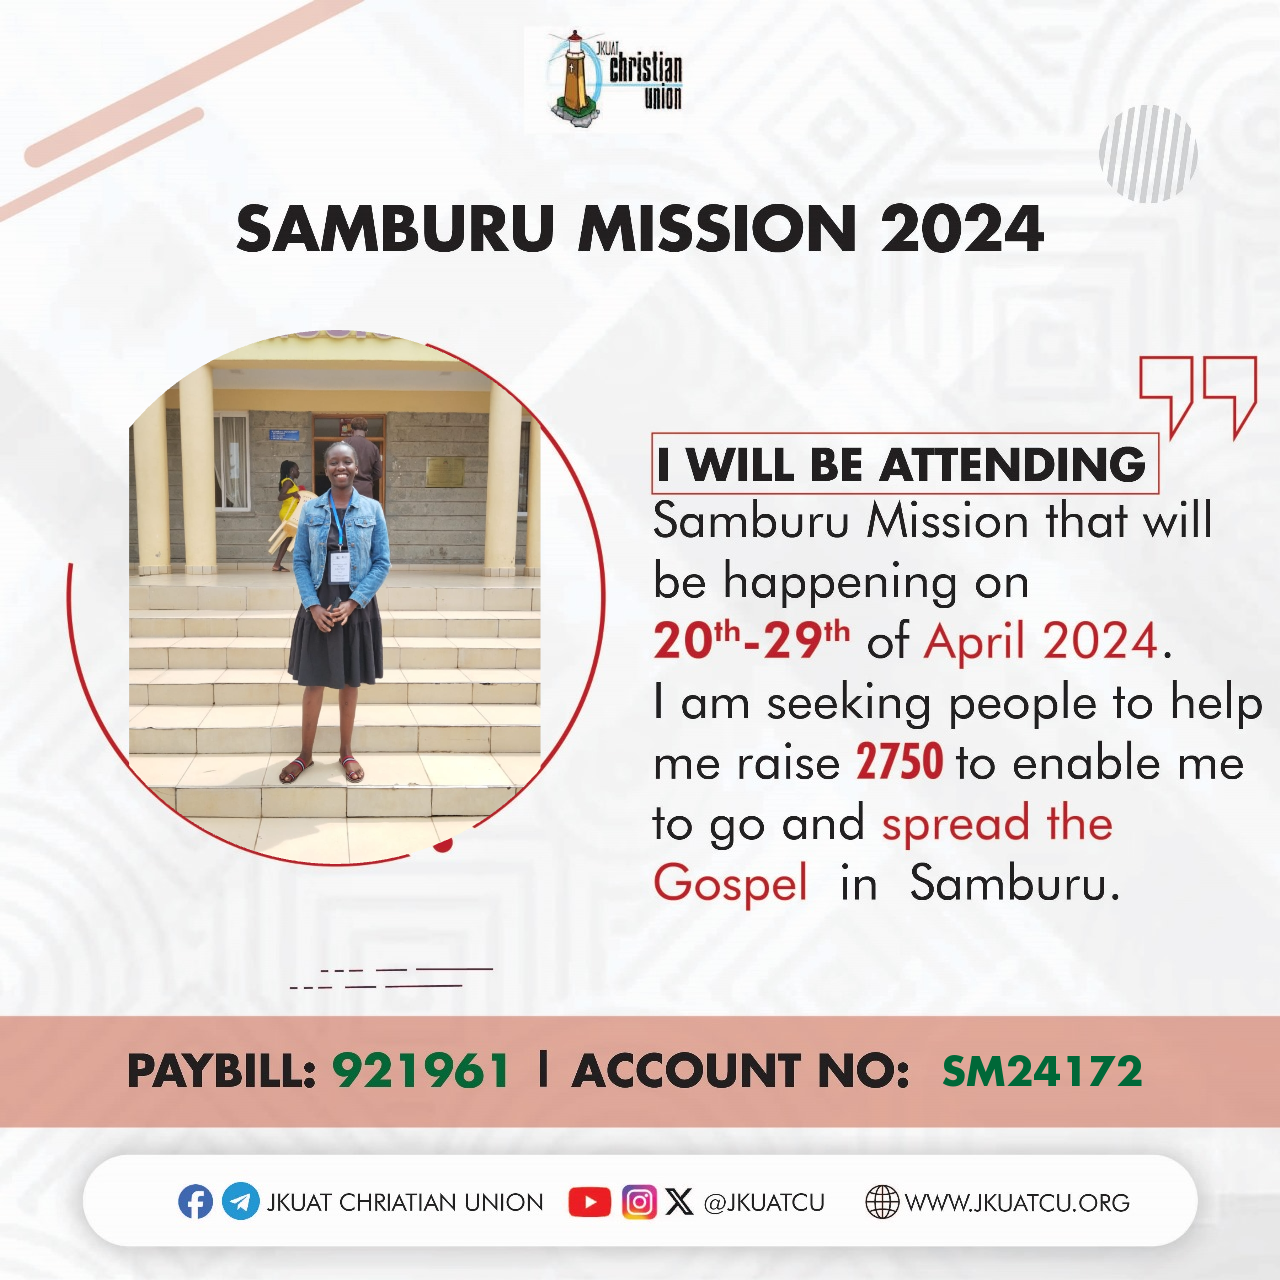 JKUAT
christian
union
SAMBURU MISSION 2024
I WILL BE ATTENDING
Samburu Mission that will
be happening on
20th-29th of April 2024.
I am seeking people to help
me raise 2750 to enable me
to go and spread the
Gospel in Samburu.
PAYBILL: 921961 | ACCOUNT NO: SM24172
JKUAT CHRIATIAN UNION @JKUATCU WWW.JKUATCU.ORG